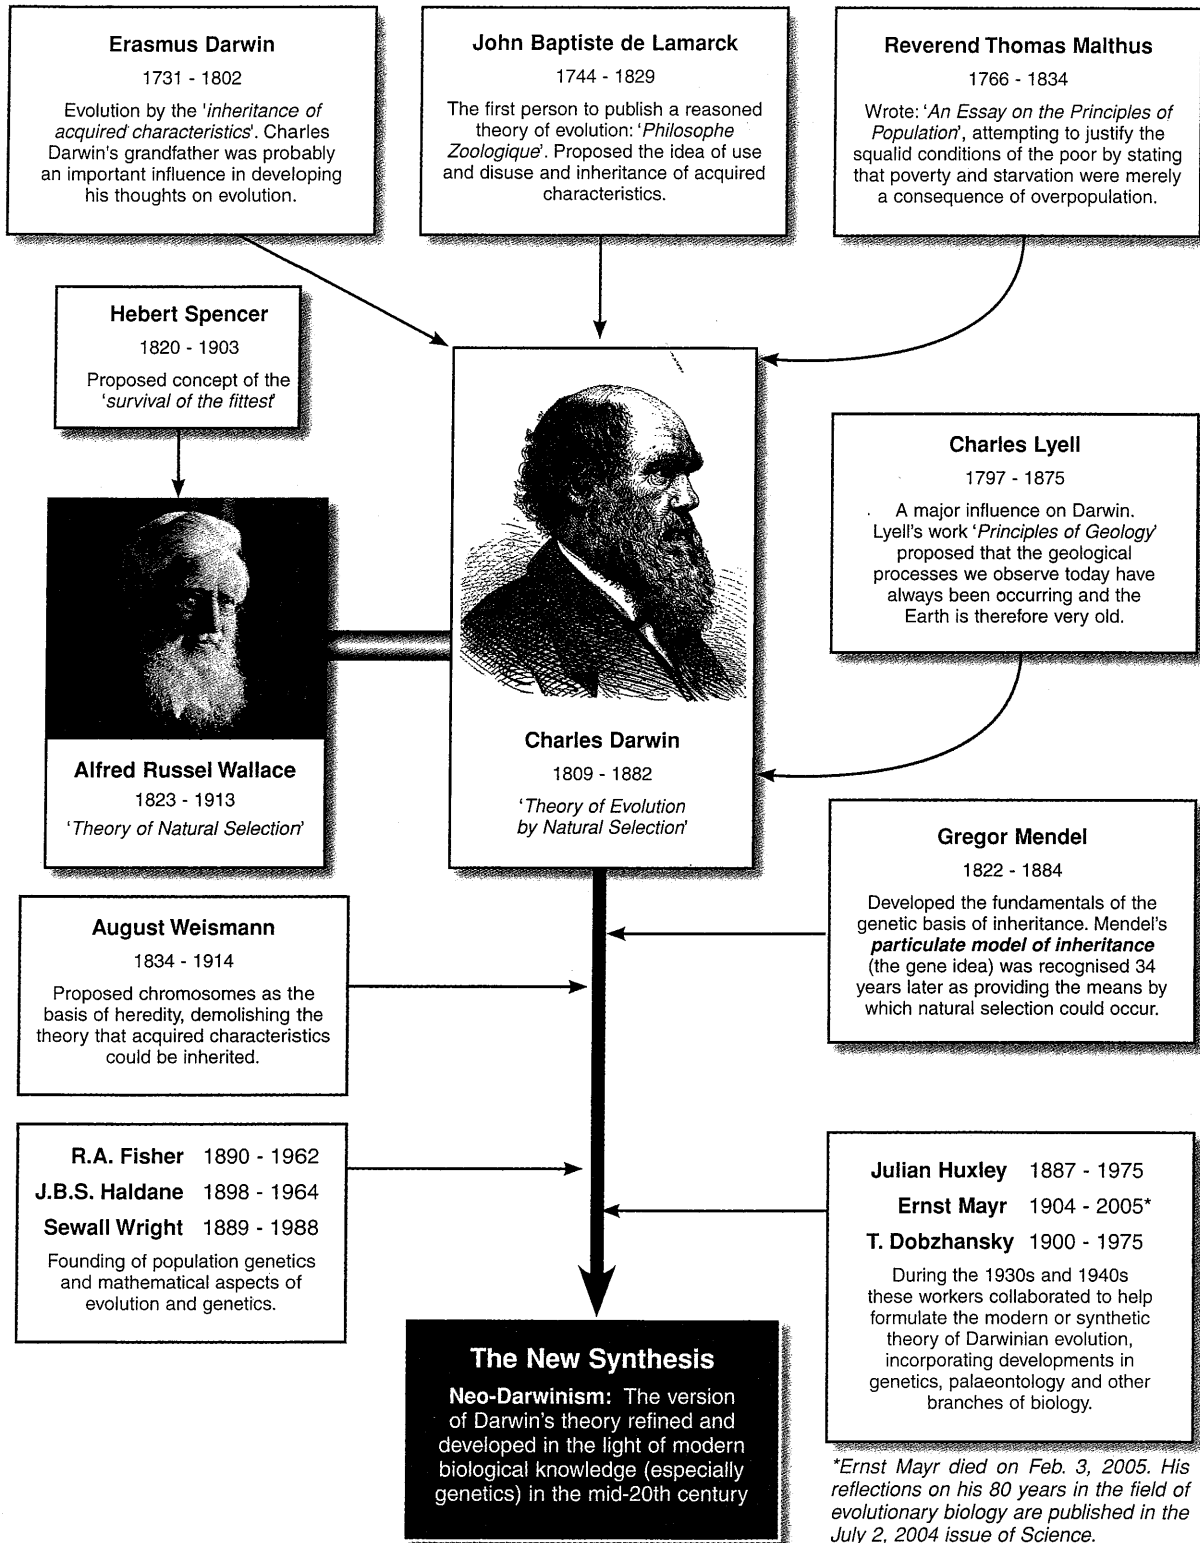 Erasmus Darwin
1731 - 1802
Evolution by the 'inheritance of
acquired characteristics'. Charles
Darwin's grandfather was probably
an important influence in developing
his thoughts on evolution.
John Baptiste de Lamarck
1744 - 1829
The first person to publish a reasoned
theory of evolution: 'Philosophe
Zoologique'. Proposed the idea of use
and disuse and inheritance of acquired
characteristics.
Reverend Thomas Malthus
1766 - 1834
Wrote: 'An Essay on the Principles of
Population', attempting to justify the
squalid conditions of the poor by stating
that poverty and starvation were merely
a consequence of overpopulation.
Hebert Spencer
1820 - 1903
Proposed concept of the
'survival of the fittest'
Charles Lyell
1797 - 1875
A major influence on Darwin.
Lyell's work 'Principles of Geology'
proposed that the geological
processes we observe today have
always been occurring and the
Earth is therefore very old.
Alfred Russel Wallace
1823 - 1913
'Theory of Natural Selection'
Charles Darwin
1809 - 1882
'Theory of Evolution
by Natural Selection'
Gregor Mendel
1822 - 1884
Developed the fundamentals of the
genetic basis of inheritance. Mendel's
particulate model of inheritance
(the gene idea) was recognised 34
years later as providing the means by
which natural selection could occur.
August Weismann
1834 - 1914
Proposed chromosomes as the
basis of heredity, demolishing the
theory that acquired characteristics
could be inherited.
R.A. Fisher 1890 - 1962
J.B.S. Haldane 1898 - 1964
Sewall Wright 1889 - 1988
Founding of population genetics
and mathematical aspects of
evolution and genetics.
Julian Huxley 1887 - 1975
Ernst Mayr 1904 - 2005*
T. Dobzhansky 1900 - 1975
During the 1930s and 1940s
these workers collaborated to help
formulate the modern or synthetic
theory of Darwinian evolution,
incorporating developments in
genetics, palaeontology and other
branches of biology.
The New Synthesis
Neo-Darwinism: The version
of Darwin's theory refined and
developed in the light of modern
biological knowledge (especially
genetics) in the mid-20th century
*Ernst Mayr died on Feb. 3, 2005. His
reflections on his 80 years in the field of
evolutionary biology are published in the
July 2, 2004 issue of Science.